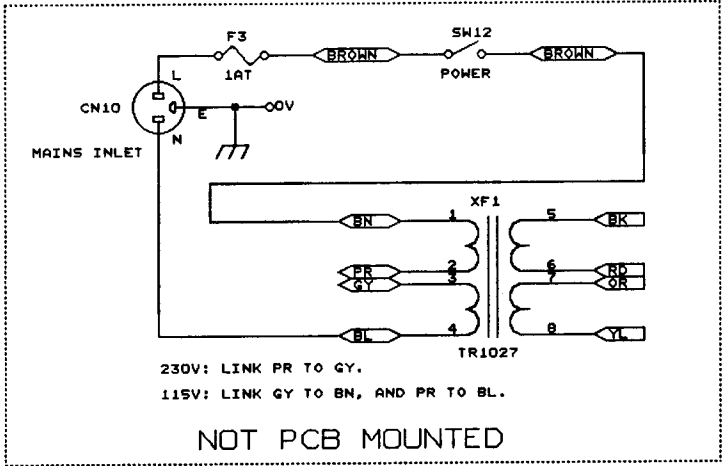 F3
SW12
BROWN
BROWN
1AT
POWER
L
CN10
E
0V
N
MAINS INLET
XF1
BN
1
5
BK
PR
2
6
RD
GY
3
7
OR
BL
4
8
YL
TR1027
230V: LINK PR TO GY.
115V: LINK GY TO BN, AND PR TO BL.
NOT PCB MOUNTED